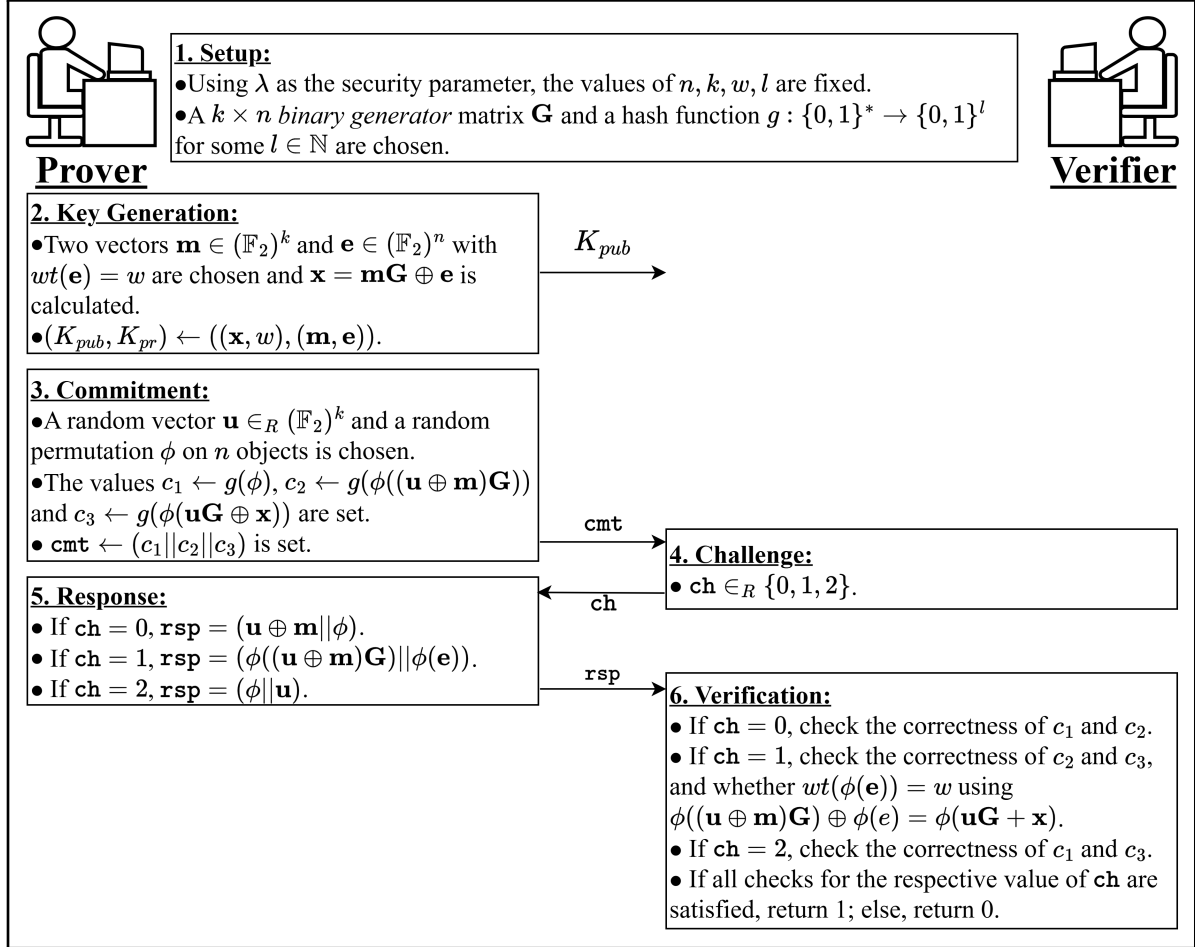 1. Setup:
●Using λ as the security parameter, the values of n, k, w, l are fixed.
●A k × n binary generator matrix G and a hash function g : {0, 1}* → {0, 1}^l
for some l ∈ ℕ are chosen.
Prover
Verifier
2. Key Generation:
●Two vectors m ∈ (𝔽₂)^k and e ∈ (𝔽₂)^n with
wt(e) = w are chosen and x = mG ⊕ e is
calculated.
●(K_pub, K_pr) ← ((x, w), (m, e)).
K_pub
3. Commitment:
●A random vector u ∈_R (𝔽₂)^k and a random
permutation ϕ on n objects is chosen.
●The values c₁ ← g(ϕ), c₂ ← g(ϕ((u ⊕ m)G))
and c₃ ← g(ϕ(uG ⊕ x)) are set.
● cmt ← (c₁||c₂||c₃) is set.
cmt
4. Challenge:
● ch ∈_R {0, 1, 2}.
ch
5. Response:
● If ch = 0, rsp = (u ⊕ m||ϕ).
● If ch = 1, rsp = (ϕ((u ⊕ m)G)||ϕ(e)).
● If ch = 2, rsp = (ϕ||u).
rsp
6. Verification:
● If ch = 0, check the correctness of c₁ and c₂.
● If ch = 1, check the correctness of c₂ and c₃,
and whether wt(ϕ(e)) = w using
ϕ((u ⊕ m)G) ⊕ ϕ(e) = ϕ(uG + x).
● If ch = 2, check the correctness of c₁ and c₃.
● If all checks for the respective value of ch are
satisfied, return 1; else, return 0.